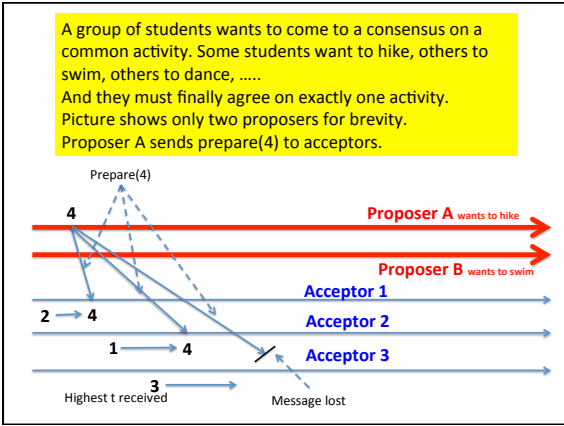 A group of students wants to come to a consensus on a
common activity. Some students want to hike, others to
swim, others to dance, …..
And they must finally agree on exactly one activity.
Picture shows only two proposers for brevity.
Proposer A sends prepare(4) to acceptors.
Prepare(4)
4
Proposer A wants to hike
Proposer B wants to swim
Acceptor 1
2 4
Acceptor 2
1 4
Acceptor 3
3
Highest t received
Message lost